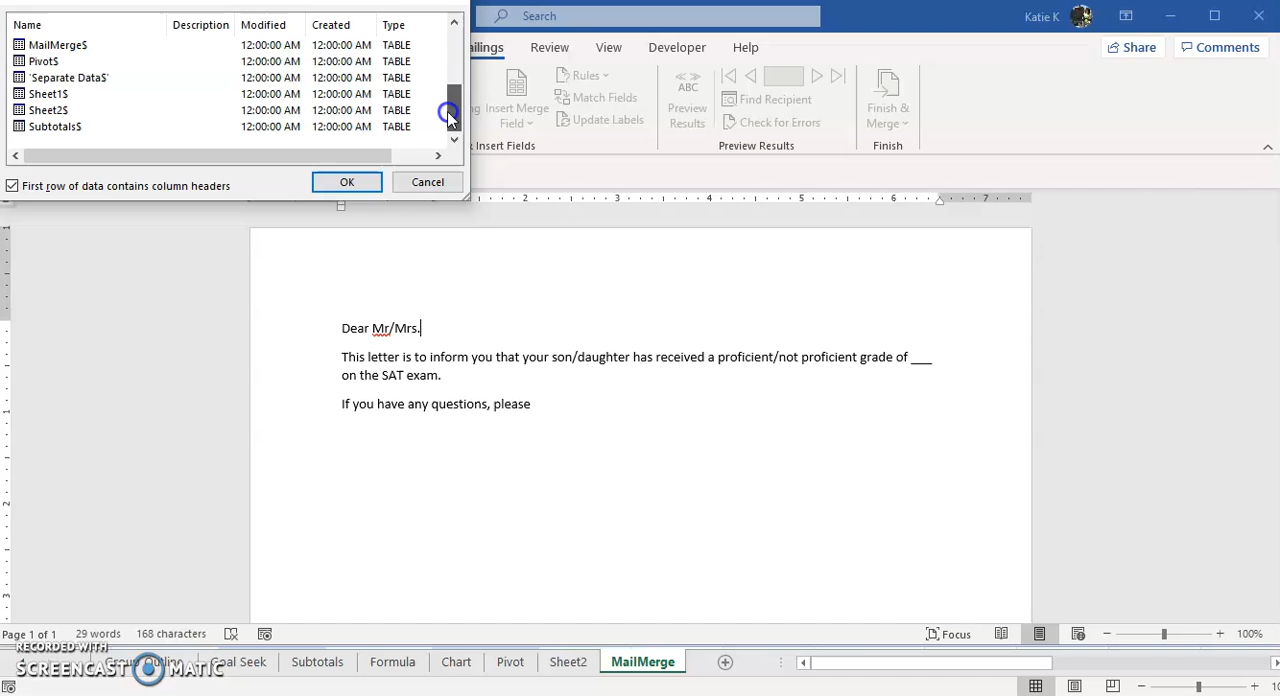 Name Description Modified Created Type
MailMerge$ 12:00:00 AM 12:00:00 AM TABLE
Pivot$ 12:00:00 AM 12:00:00 AM TABLE
'Separate Data$' 12:00:00 AM 12:00:00 AM TABLE
Sheet1$ 12:00:00 AM 12:00:00 AM TABLE
Sheet2$ 12:00:00 AM 12:00:00 AM TABLE
Subtotals$ 12:00:00 AM 12:00:00 AM TABLE
First row of data contains column headers OK Cancel
Search Katie K
Review View Developer Help Share Comments
Insert Merge Field
Rules
Match Fields
Update Labels
& Insert Fields
ABC
Preview Results
Find Recipient
Check for Errors
Preview Results
Finish & Merge
Finish
2 3 4 5 6 7
Dear Mr/Mrs.
This letter is to inform you that your son/daughter has received a proficient/not proficient grade of ___
on the SAT exam.
If you have any questions, please
Page 1 of 1 29 words 168 characters Focus 100%
RECORDED WITH
SCREENCAST MATIC
Goal Seek Subtotals Formula Chart Pivot Sheet2 MailMerge